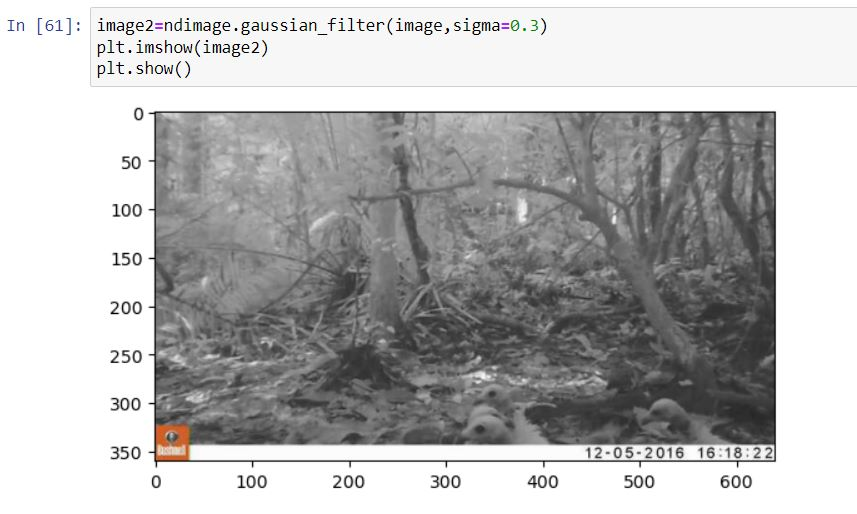 In [61]: image2=ndimage.gaussian_filter(image,sigma=0.3)
plt.imshow(image2)
plt.show()
0
50
100
150
200
250
300
350
Bushnell
12-05-2016 16:18:22
0 100 200 300 400 500 600